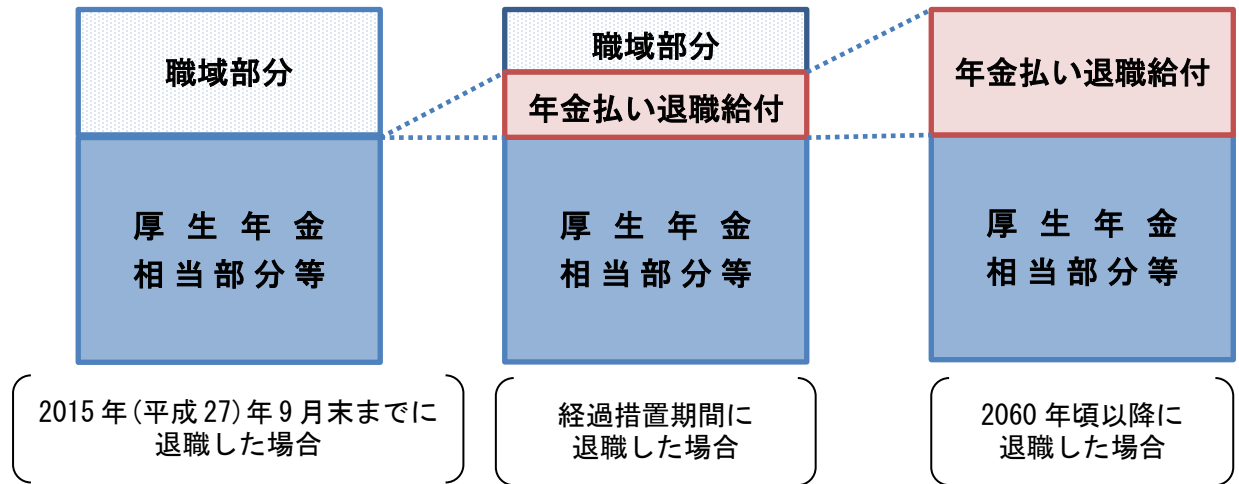 職域部分
厚生年金
相当部分等
2015年(平成27)年9月末までに
退職した場合
職域部分
年金払い退職給付
厚生年金
相当部分等
経過措置期間に
退職した場合
年金払い退職給付
厚生年金
相当部分等
2060年頃以降に
退職した場合